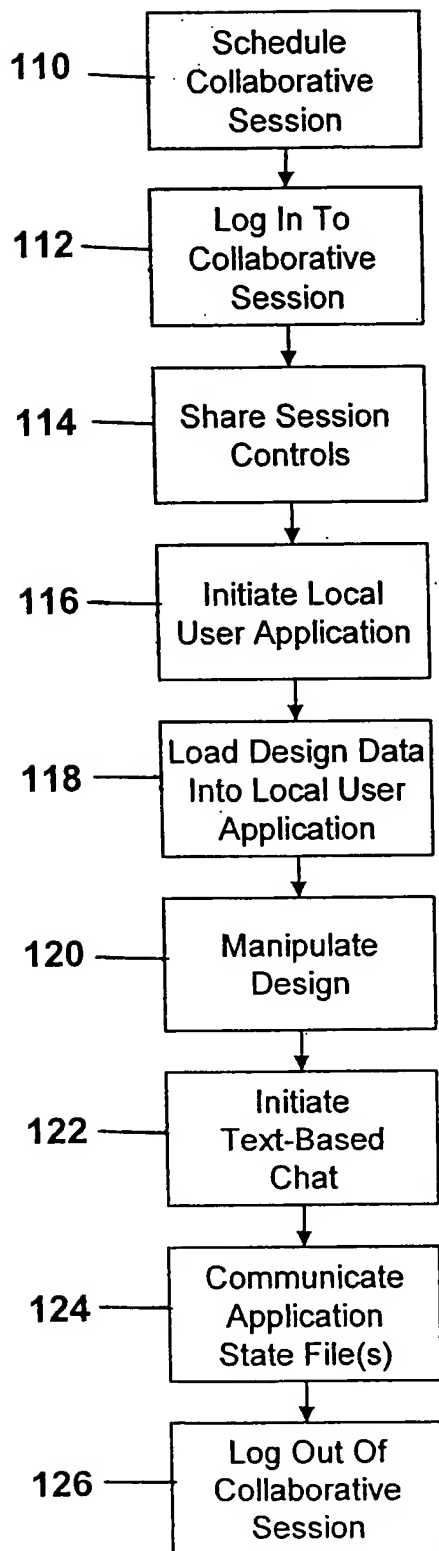 110
Schedule
Collaborative
Session
112
Log In To
Collaborative
Session
114
Share Session
Controls
116
Initiate Local
User Application
118
Load Design Data
Into Local User
Application
120
Manipulate
Design
122
Initiate
Text-Based
Chat
124
Communicate
Application
State File(s)
126
Log Out Of
Collaborative
Session